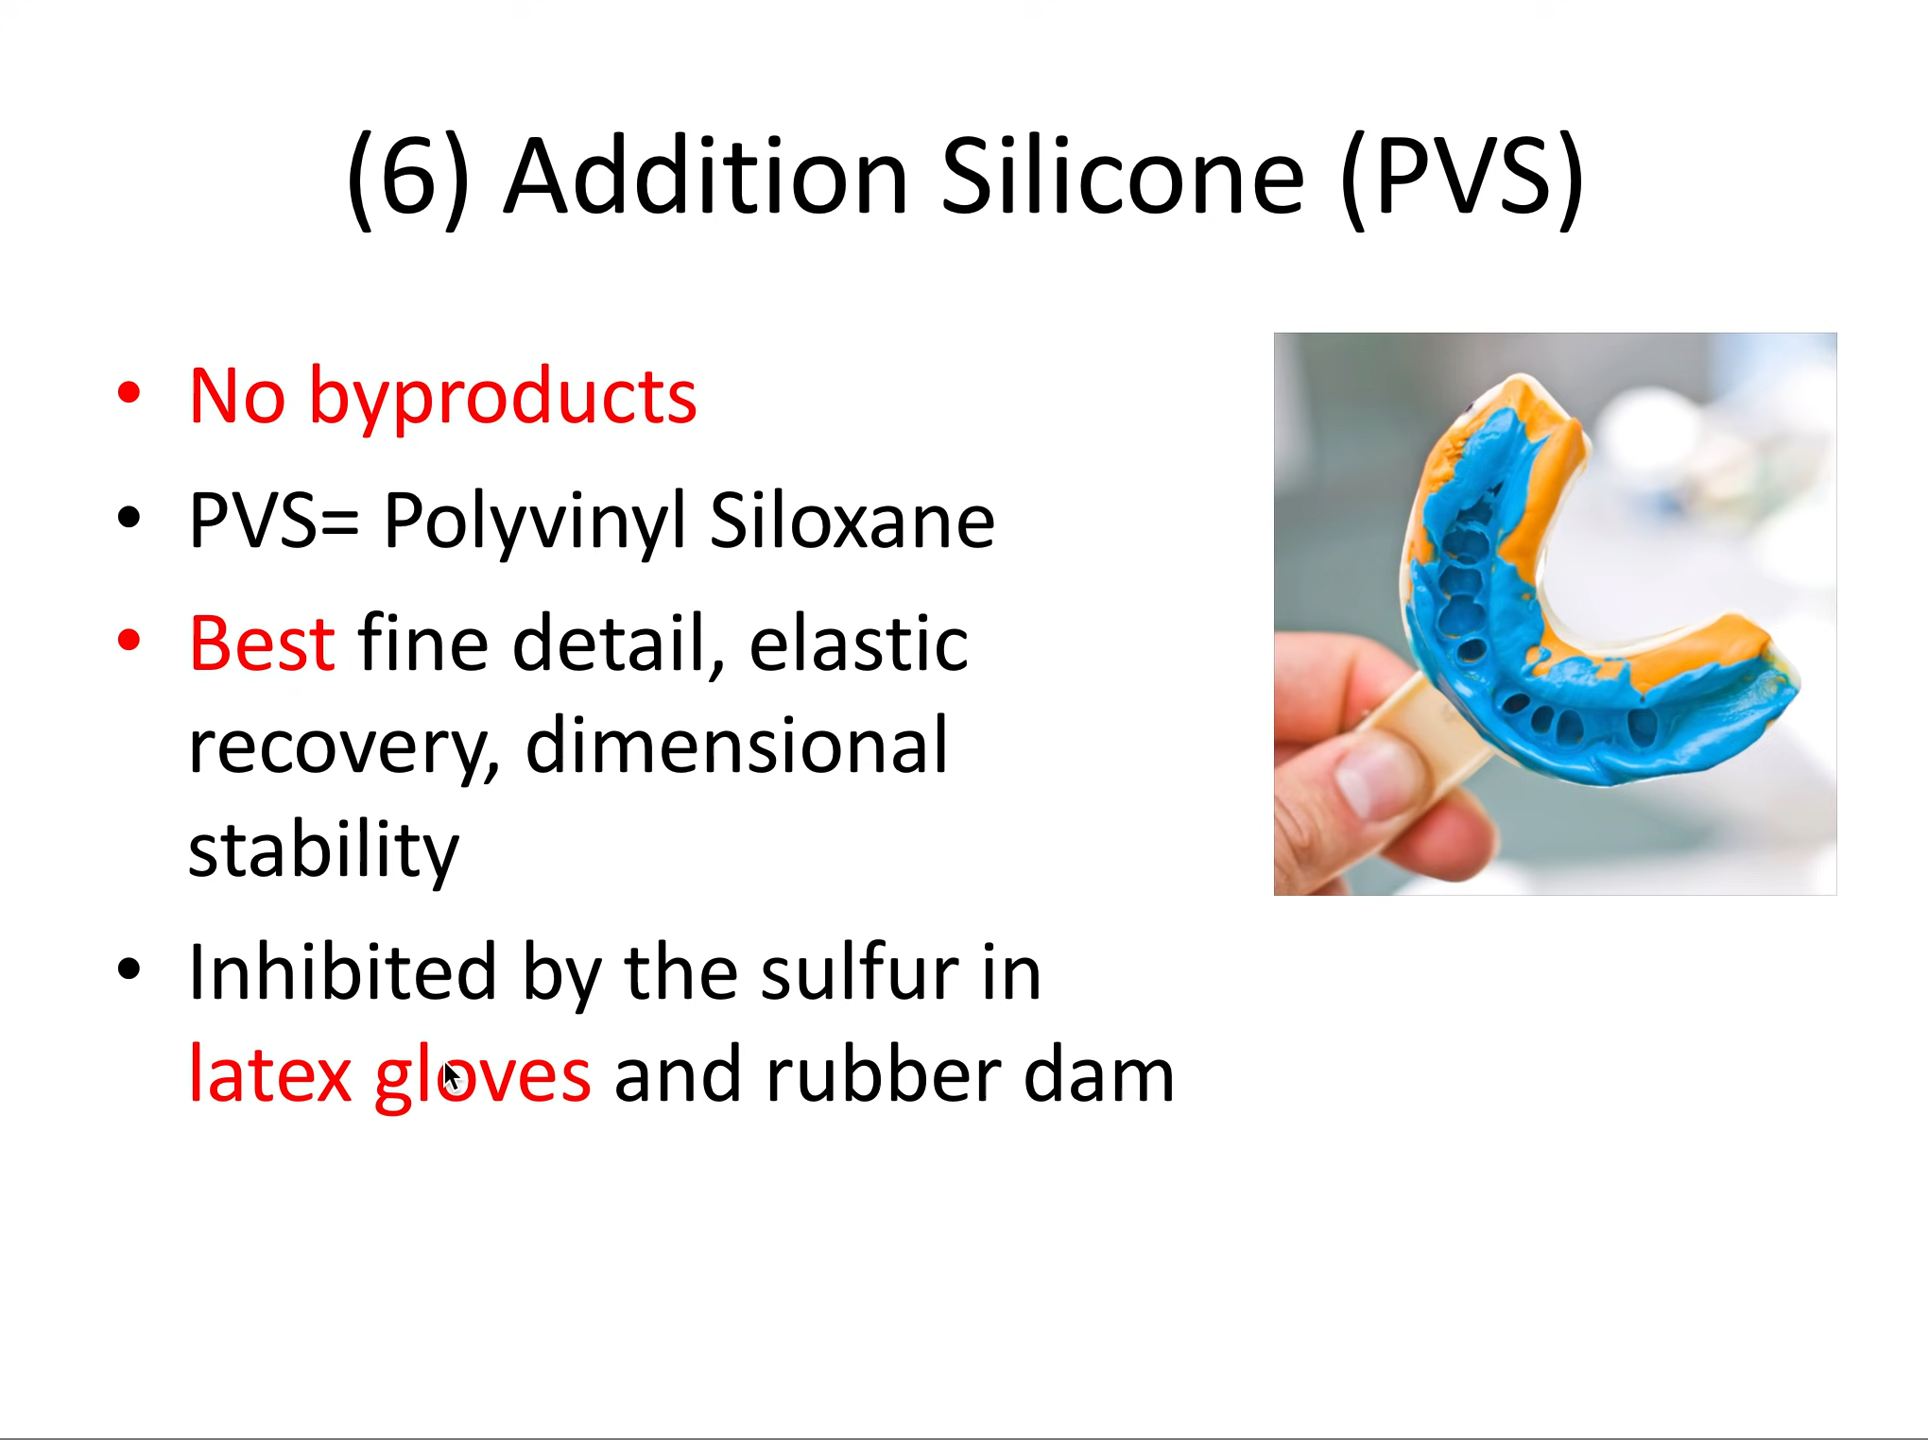 (6) Addition Silicone (PVS)
• No byproducts
• PVS= Polyvinyl Siloxane
• Best fine detail, elastic
recovery, dimensional
stability
• Inhibited by the sulfur in
latex gloves and rubber dam